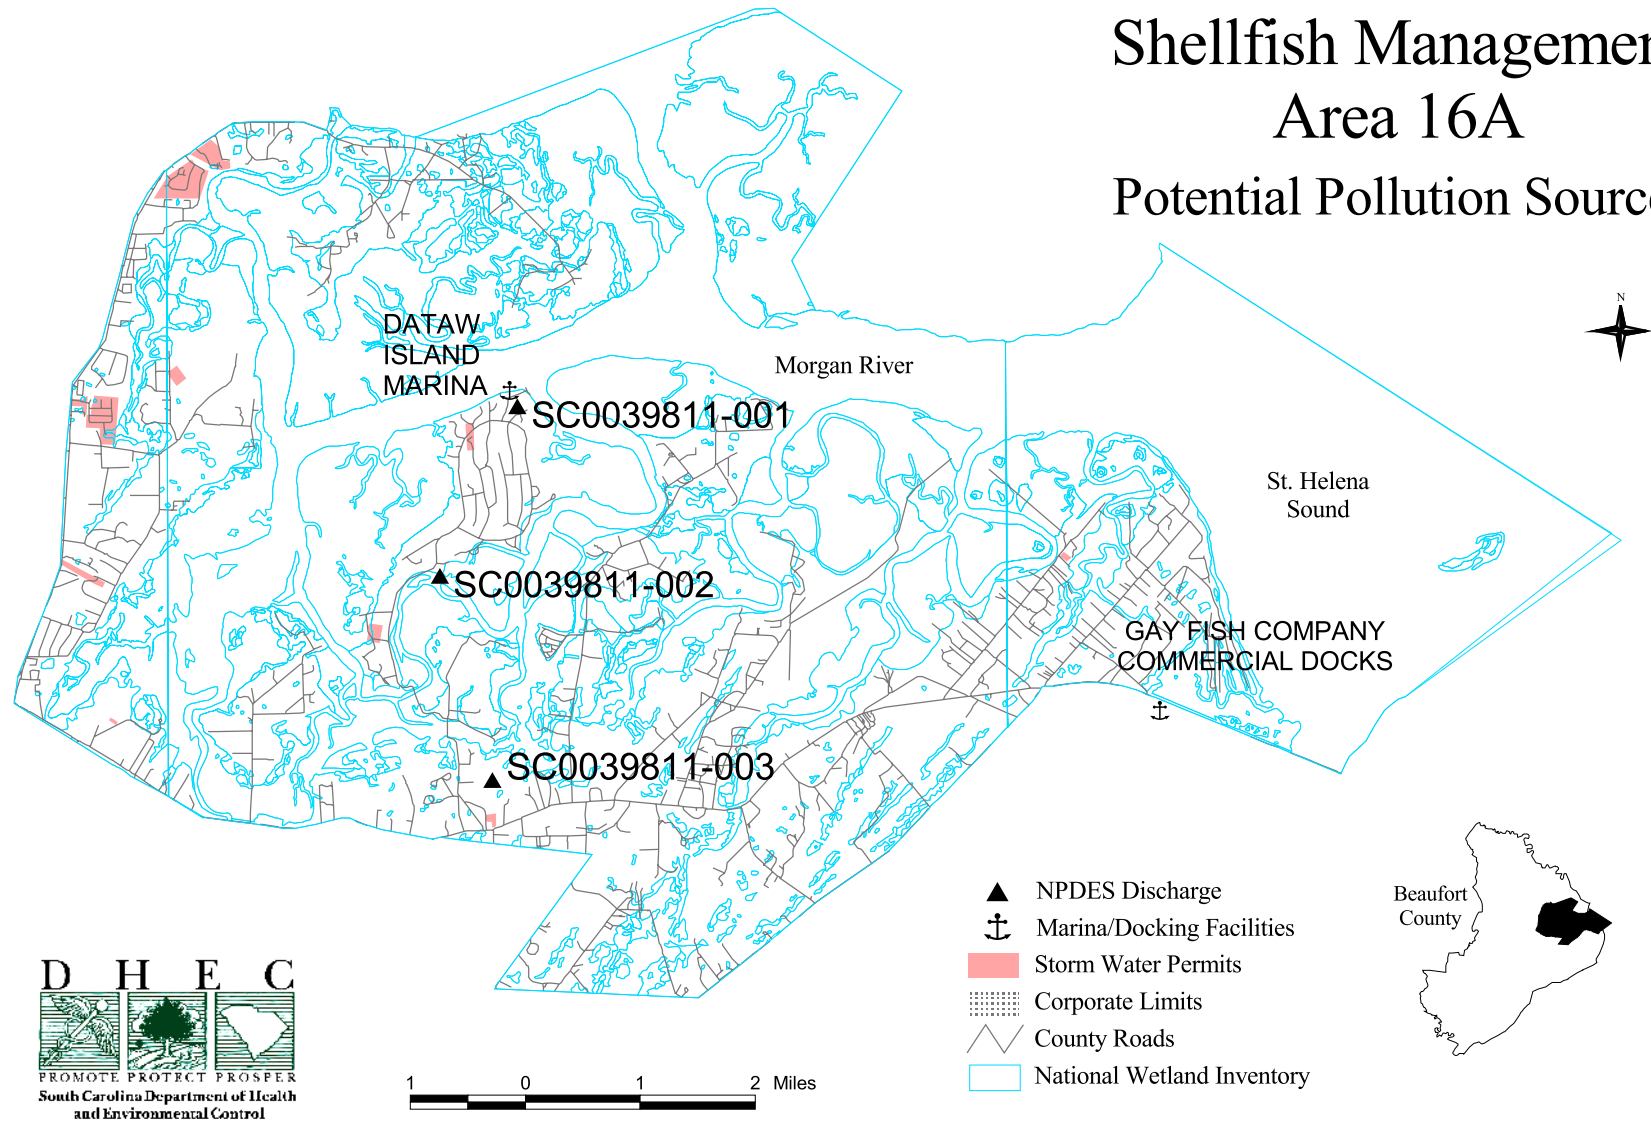 Shellfish Managemen
Area 16A
Potential Pollution Sourc
N
DATAW
ISLAND
MARINA
Morgan River
SC0039811-001
St. Helena
Sound
SC0039811-002
GAY FISH COMPANY
COMMERCIAL DOCKS
SC0039811-003
NPDES Discharge
Marina/Docking Facilities
Storm Water Permits
Corporate Limits
County Roads
National Wetland Inventory
Beaufort
County
D H E C
PROMOTE PROTECT PROSPER
South Carolina Department of Health
and Environmental Control
1 0 1 2 Miles